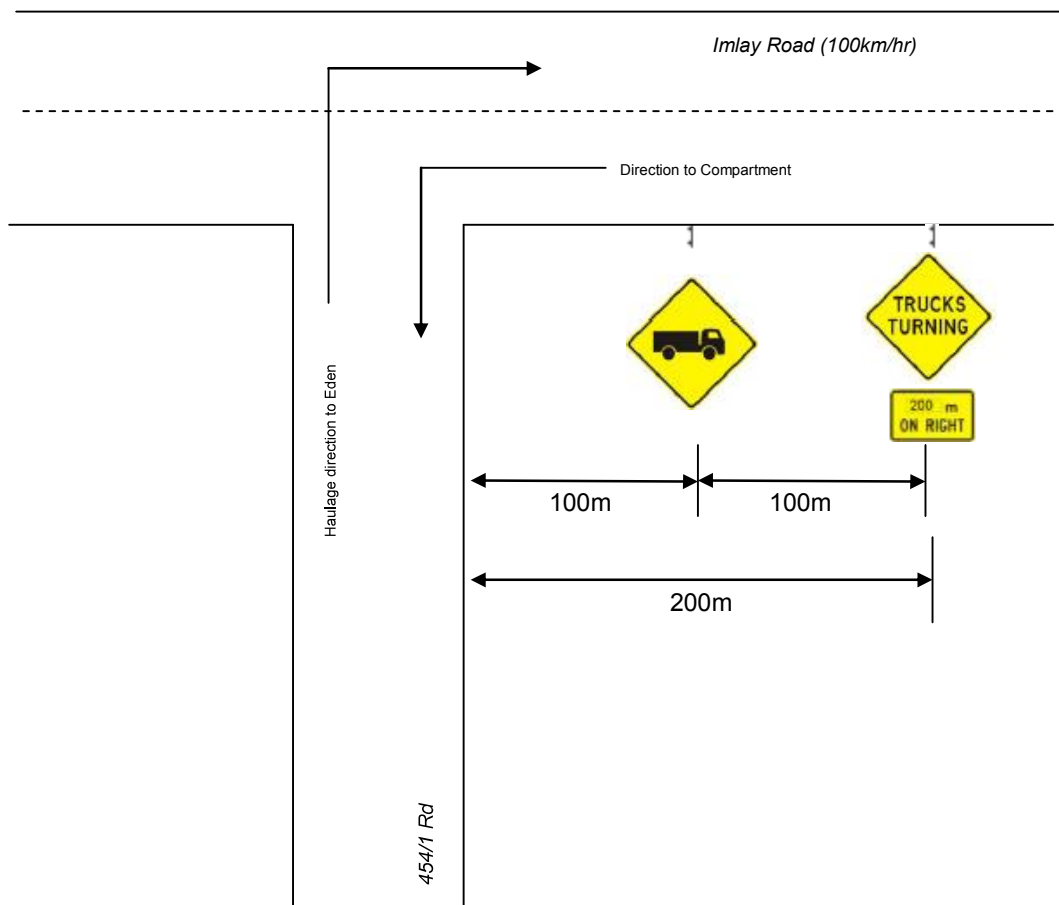 Imlay Road (100km/hr)
Direction to Compartment
Haulage direction to Eden
TRUCKS
TURNING
200 m
ON RIGHT
100m
100m
200m
454/1 Rd